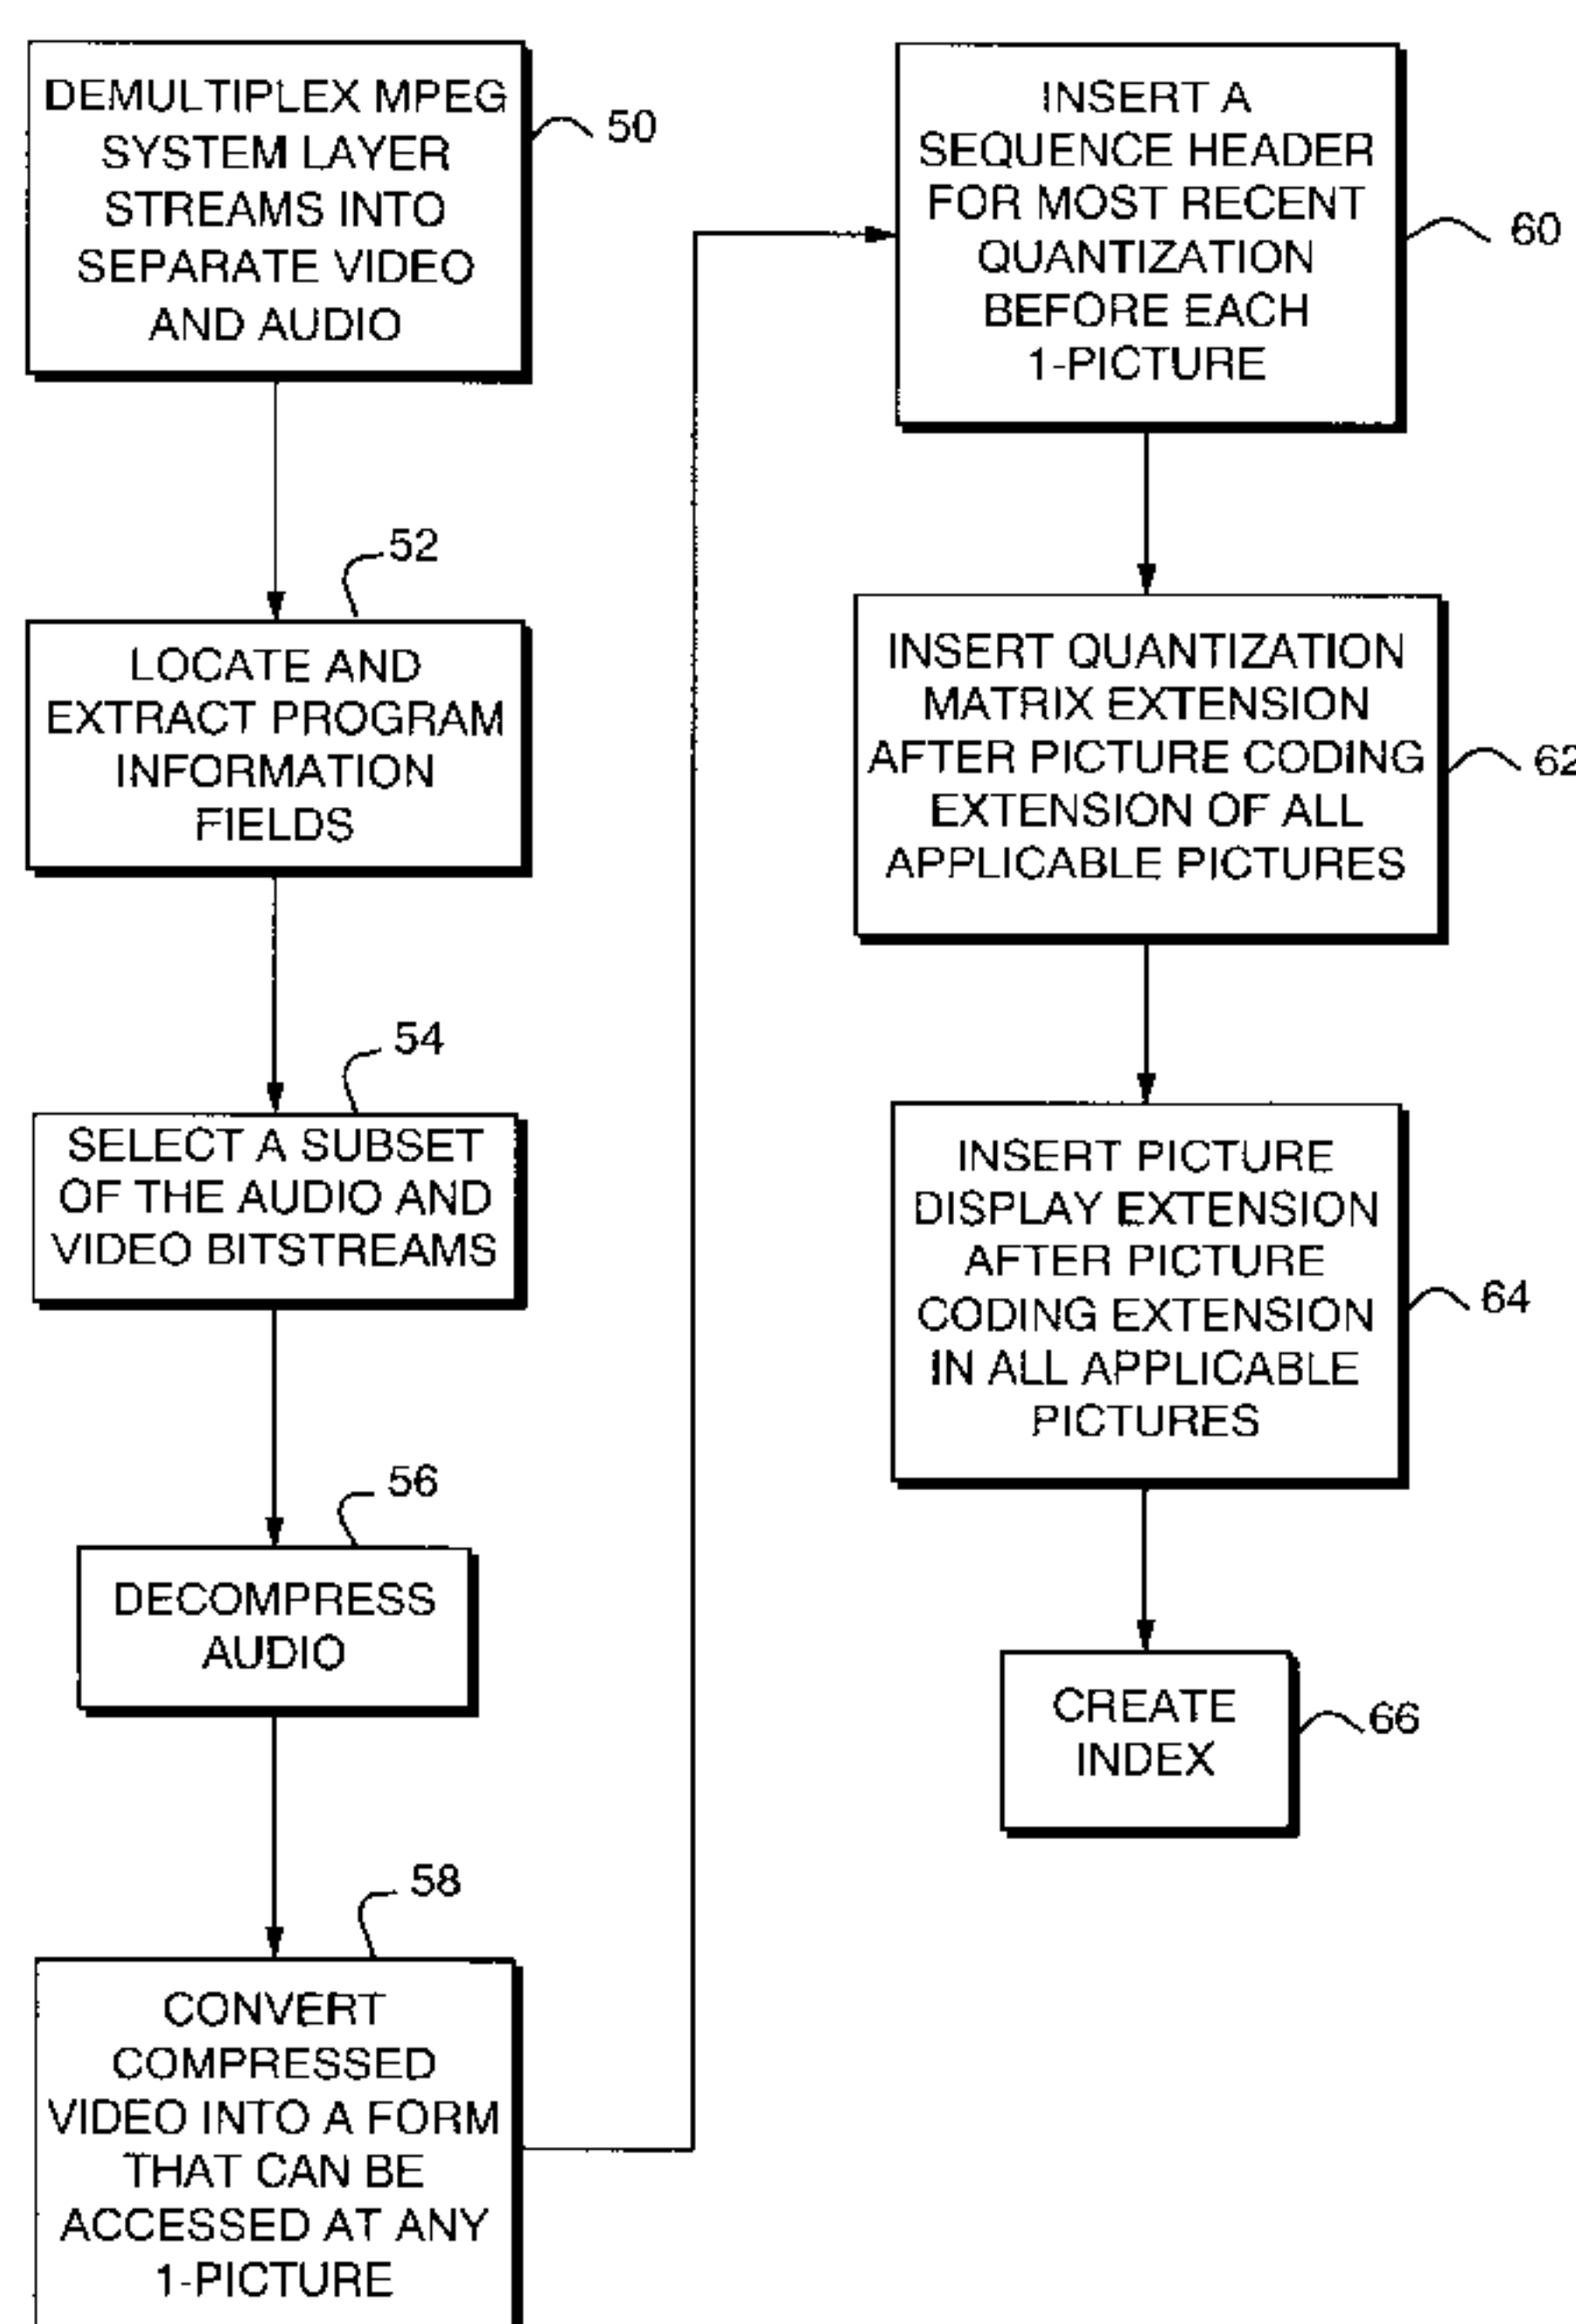 DEMULTIPLEX MPEG
SYSTEM LAYER
STREAMS INTO
SEPARATE VIDEO
AND AUDIO
50
52
LOCATE AND
EXTRACT PROGRAM
INFORMATION
FIELDS
54
SELECT A SUBSET
OF THE AUDIO AND
VIDEO BITSTREAMS
56
DECOMPRESS
AUDIO
58
CONVERT
COMPRESSED
VIDEO INTO A FORM
THAT CAN BE
ACCESSED AT ANY
1-PICTURE
INSERT A
SEQUENCE HEADER
FOR MOST RECENT
QUANTIZATION
BEFORE EACH
1-PICTURE
60
INSERT QUANTIZATION
MATRIX EXTENSION
AFTER PICTURE CODING
EXTENSION OF ALL
APPLICABLE PICTURES
62
INSERT PICTURE
DISPLAY EXTENSION
AFTER PICTURE
CODING EXTENSION
IN ALL APPLICABLE
PICTURES
64
CREATE
INDEX
66